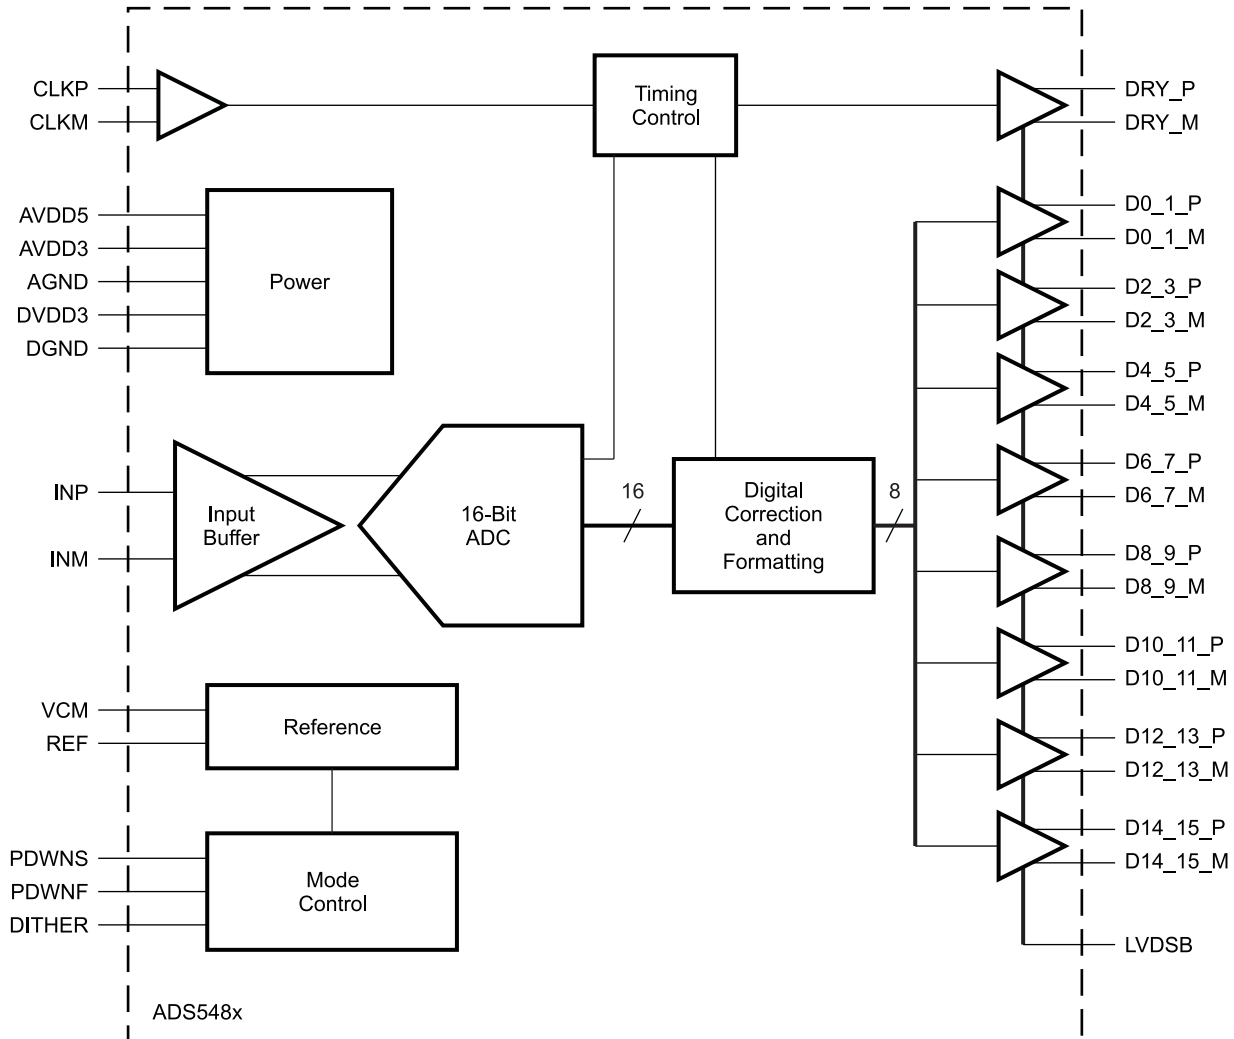 CLKP
CLKM
Timing
Control
DRY_P
DRY_M
AVDD5
AVDD3
AGND
DVDD3
DGND
Power
D0_1_P
D0_1_M
D2_3_P
D2_3_M
D4_5_P
D4_5_M
INP
INM
Input
Buffer
16-Bit
ADC
16
Digital
Correction
and
Formatting
8
D6_7_P
D6_7_M
D8_9_P
D8_9_M
D10_11_P
D10_11_M
VCM
REF
Reference
D12_13_P
D12_13_M
PDWNS
PDWNF
DITHER
Mode
Control
D14_15_P
D14_15_M
LVDSB
ADS548x